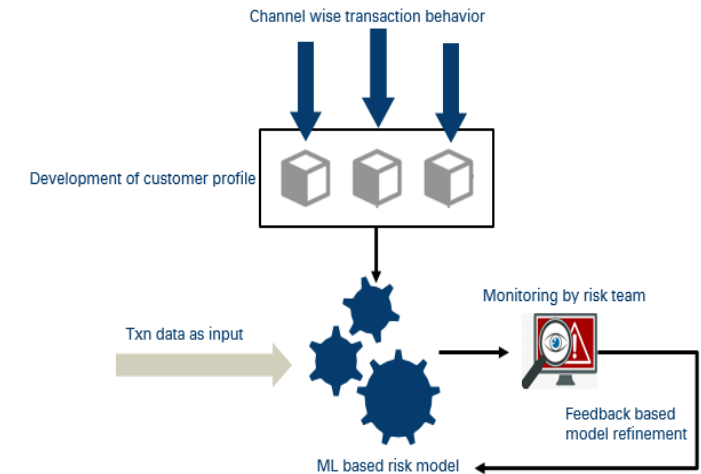 Channel wise transaction behavior
Development of customer profile
Monitoring by risk team
Txn data as input
Feedback based
model refinement
ML based risk model